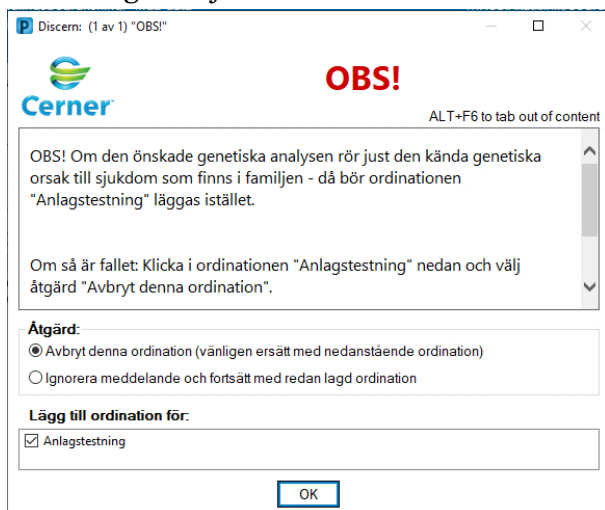 Discern: (1 av 1) "OBS!"
Cerner
OBS!
ALT+F6 to tab out of content
OBS! Om den önskade genetiska analysen rör just den kända genetiska
orsak till sjukdom som finns i familjen - då bör ordinationen
"Anlagstestning" läggas istället.
Om så är fallet: Klicka i ordinationen "Anlagstestning" nedan och välj
åtgärd "Avbryt denna ordination".
Åtgärd:
Avbryt denna ordination (vänligen ersätt med nedanstående ordination)
Ignorera meddelande och fortsätt med redan lagd ordination
Lägg till ordination för:
Anlagstestning
OK